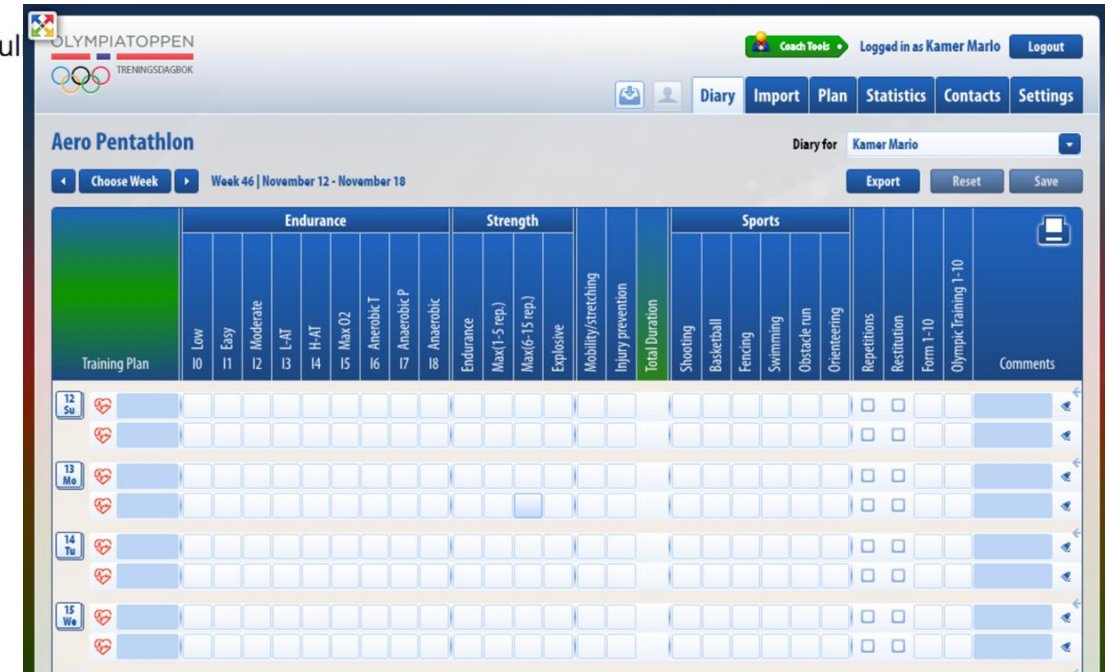 ul
OLYMPIATOPPEN
TRENINGSDAGBOK
Coach Tools
Logged in as Kamer Marlo
Logout
Diary
Import
Plan
Statistics
Contacts
Settings
Aero Pentathlon
Diary for
Kamer Mario
Choose Week
Week 46 | November 12 - November 18
Export
Reset
Save
Endurance
Strength
Sports
Training Plan
Low I0
Easy I1
Moderate I2
L-AT I3
H-AT I4
Max O2 I5
Anerobic T I6
Anaerobic P I7
Anaerobic I8
Endurance
Max(1-5 rep.)
Max(6-15 rep.)
Explosive
Mobility/stretching
Injury prevention
Total Duration
Shooting
Basketball
Fencing
Swimming
Obstacle run
Orienteering
Repetitions
Restitution
Form 1-10
Olympic Training 1-10
Comments
12
Su
13
Mo
14
Tu
15
We